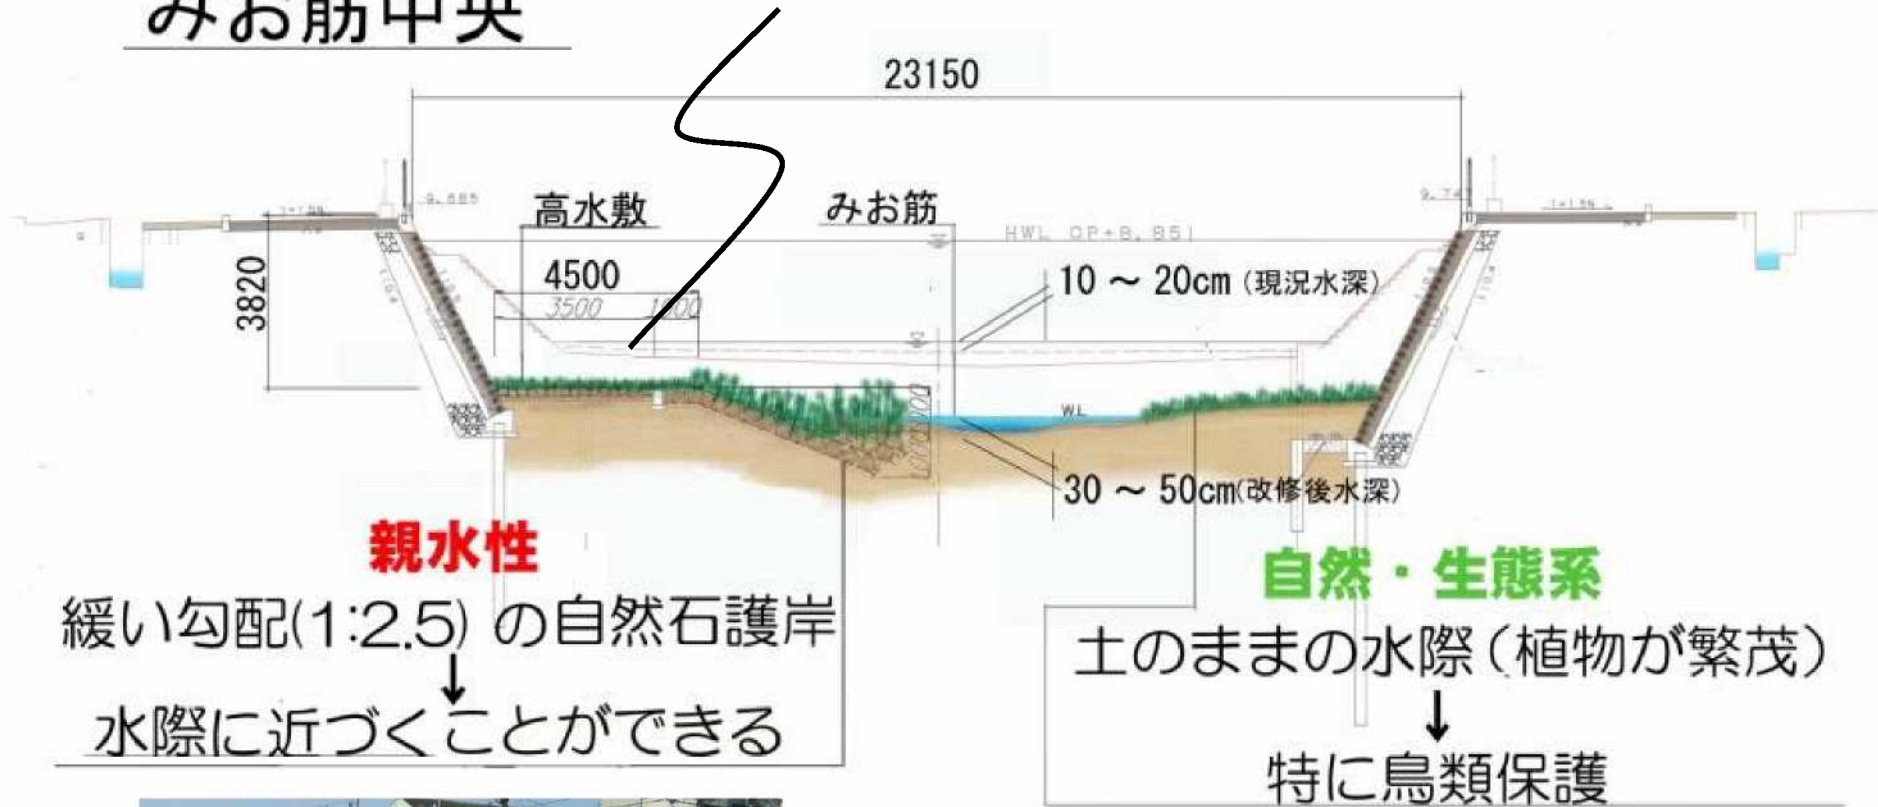 みお筋中央
23150
9.685
高水敷
みお筋
HWL OP+8.851
3820
4500
3500
10～20cm（現況水深）
WL
30～50cm(改修後水深）
親水性
緩い勾配(1:2.5)の自然石護岸
↓
水際に近づくことができる
自然・生態系
土のままの水際（植物が繁茂）
↓
特に鳥類保護